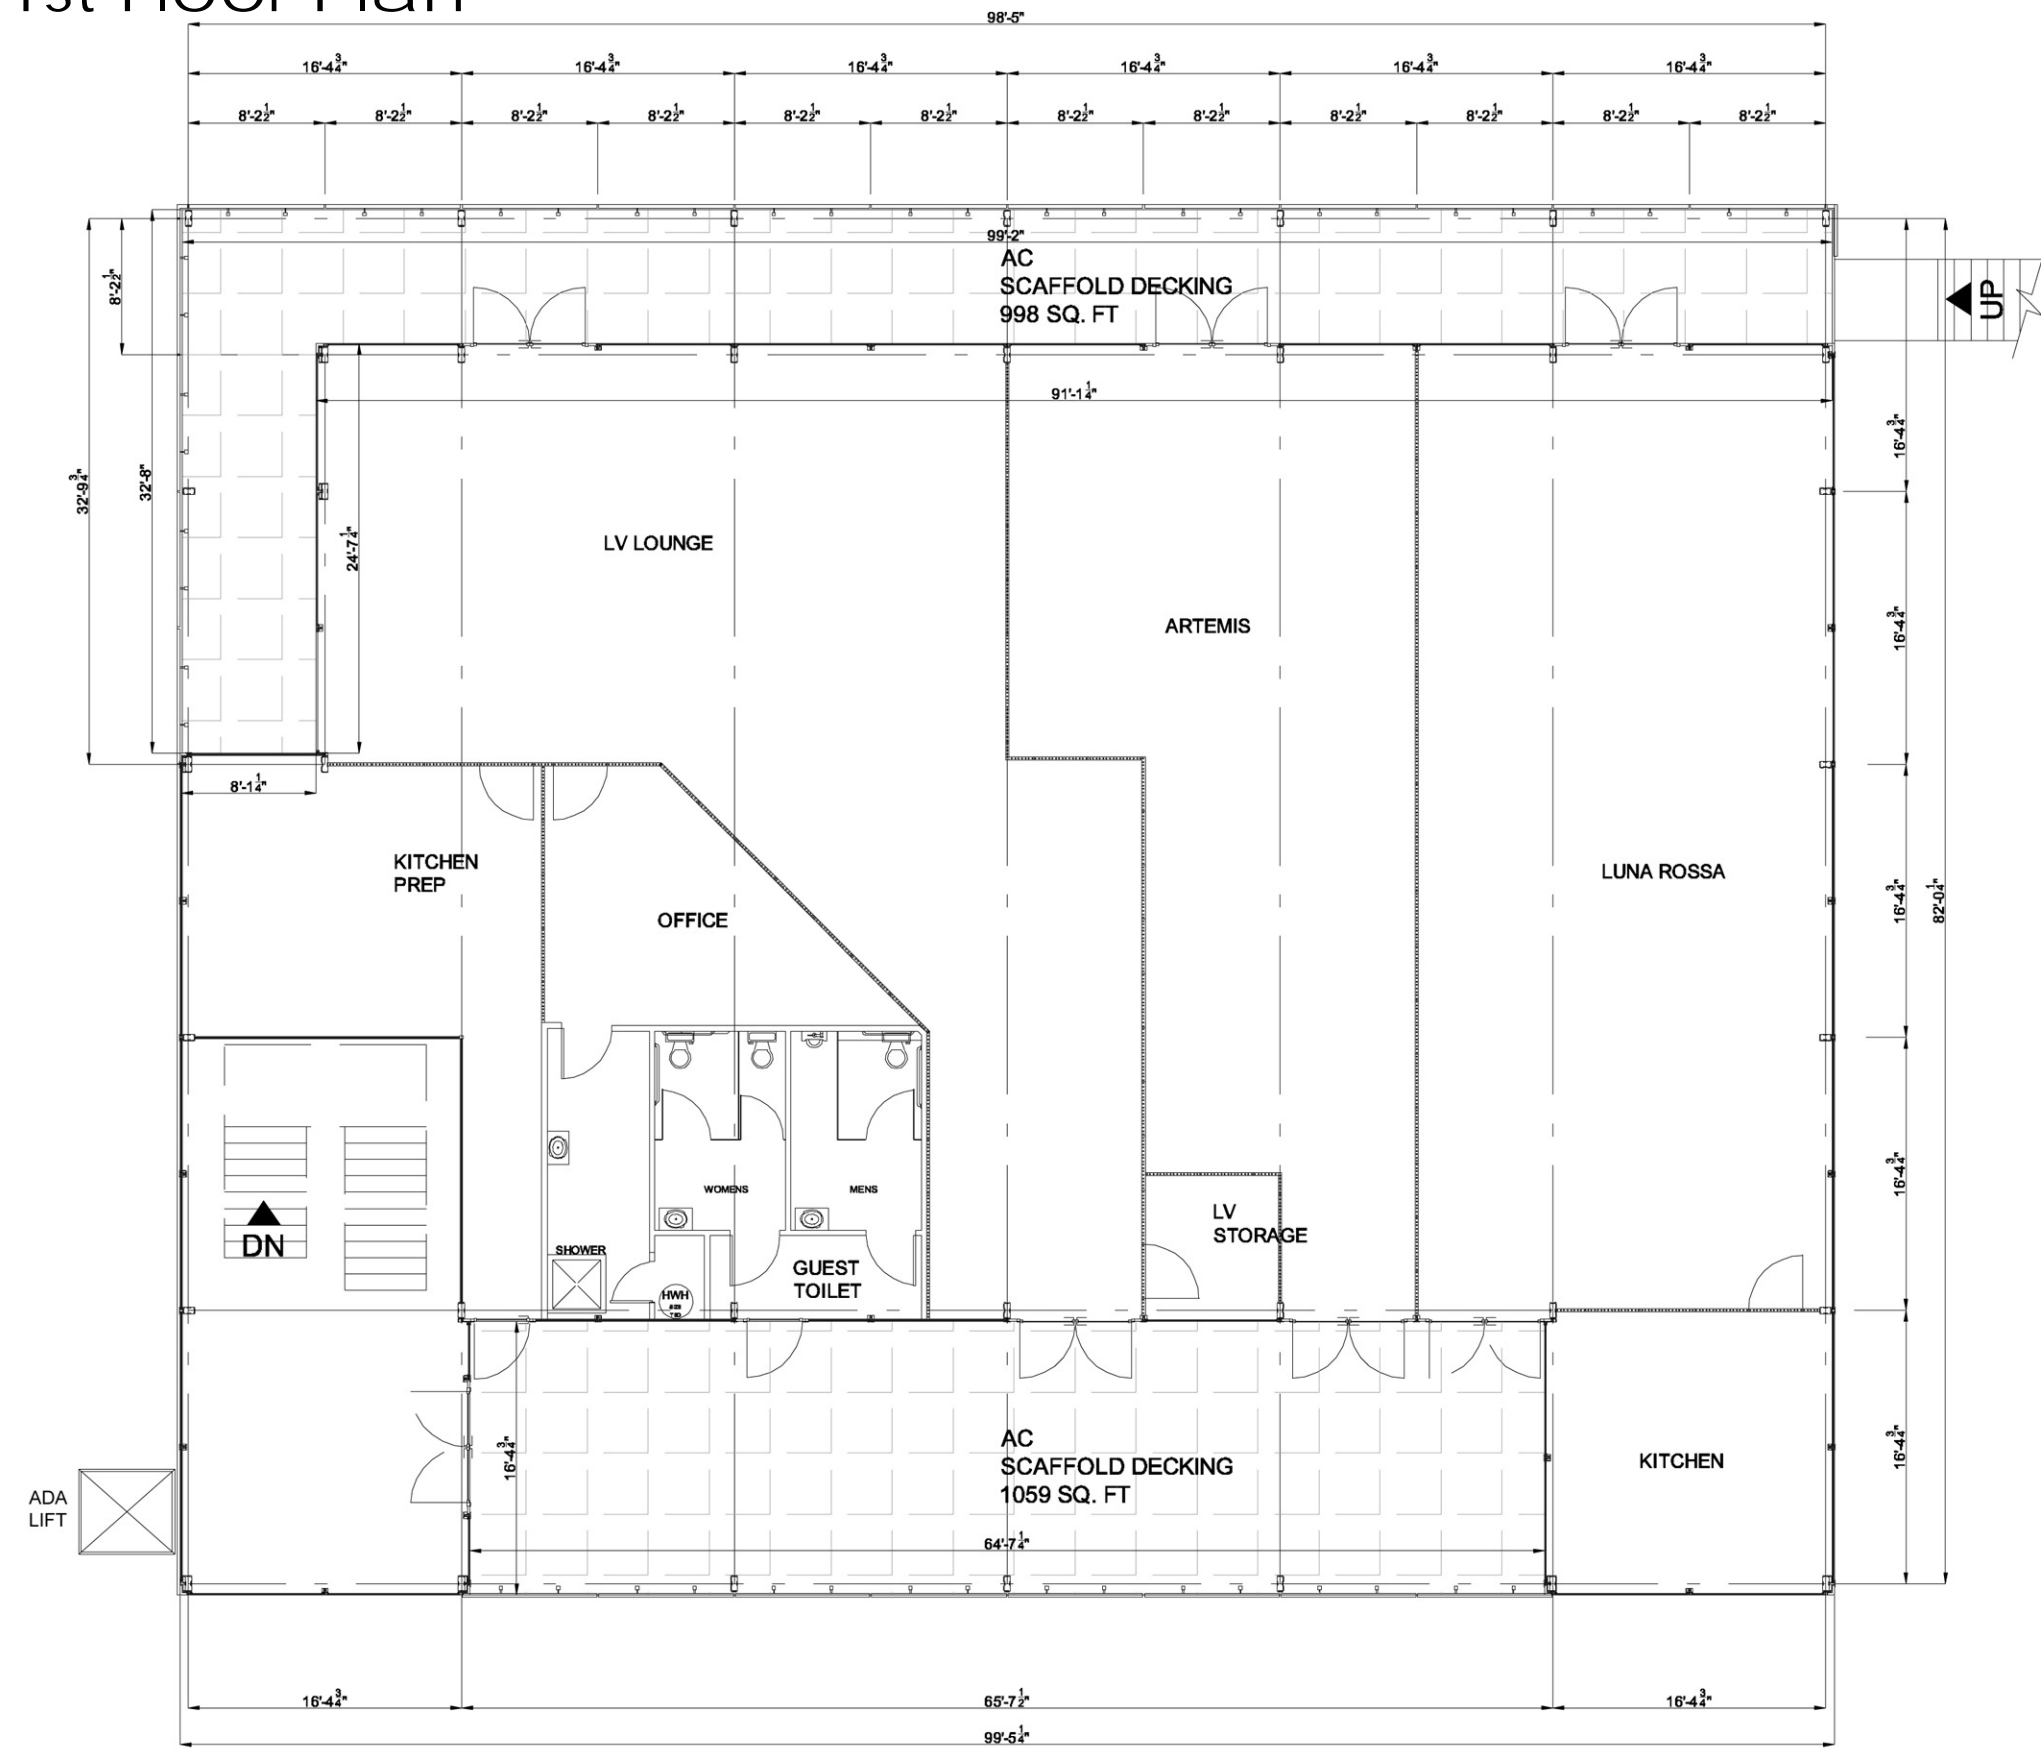 1st Floor Plan
98'-5"
16'-4¾" 16'-4¾" 16'-4¾" 16'-4¾" 16'-4¾" 16'-4¾"
8'-2½" 8'-2½" 8'-2½" 8'-2½" 8'-2½" 8'-2½" 8'-2½" 8'-2½" 8'-2½" 8'-2½" 8'-2½" 8'-2½"
99'-2"
AC
SCAFFOLD DECKING
998 SQ. FT
UP
8'-2½"
91'-1¼"
32'-9¾"
32'-8"
24'-7¼"
16'-4¾"
LV LOUNGE
ARTEMIS
16'-4¾"
8'-1¼"
KITCHEN
PREP
OFFICE
LUNA ROSSA
16'-4¾"
82'-0¼"
WOMENS
MENS
16'-4¾"
LV
STORAGE
DN
SHOWER
GUEST
TOILET
HWH
AC
SCAFFOLD DECKING
1059 SQ. FT
16'-4¾"
KITCHEN
16'-4¾"
ADA
LIFT
64'-7¼"
16'-4¾" 65'-7½" 16'-4¾"
99'-5¼"